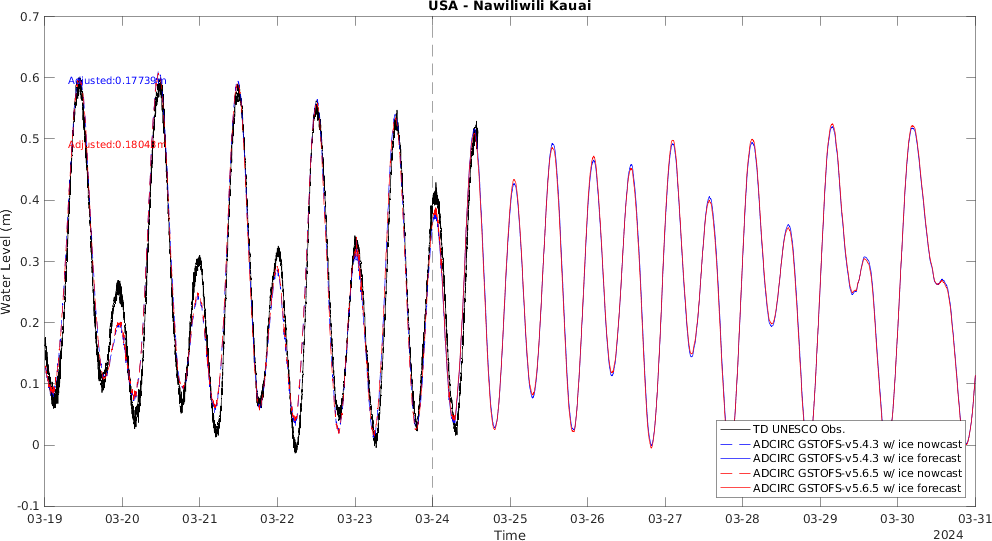 USA - Nawiliwili Kauai
0.7
0.6
0.5
0.4
0.3
0.2
0.1
0
-0.1
Water Level (m)
Adjusted:0.17739m
Adjusted:0.18043m
TD UNESCO Obs.
ADCIRC GSTOFS-v5.4.3 w/ ice nowcast
ADCIRC GSTOFS-v5.4.3 w/ ice forecast
ADCIRC GSTOFS-v5.6.5 w/ ice nowcast
ADCIRC GSTOFS-v5.6.5 w/ ice forecast
03-19 03-20 03-21 03-22 03-23 03-24 03-25 03-26 03-27 03-28 03-29 03-30 03-31
Time
2024